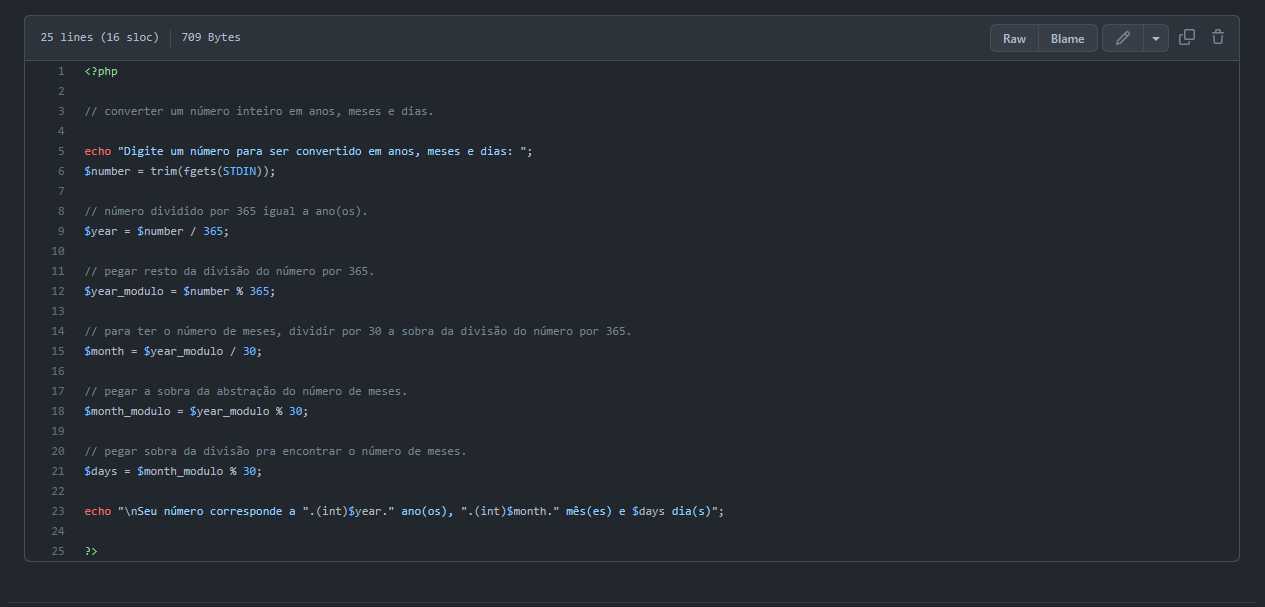 25 lines (16 sloc) 709 Bytes Raw Blame
1 <?php
2
3 // converter um número inteiro em anos, meses e dias.
4
5 echo "Digite um número para ser convertido em anos, meses e dias: ";
6 $number = trim(fgets(STDIN));
7
8 // número dividido por 365 igual a ano(os).
9 $year = $number / 365;
10
11 // pegar resto da divisão do número por 365.
12 $year_modulo = $number % 365;
13
14 // para ter o número de meses, dividir por 30 a sobra da divisão do número por 365.
15 $month = $year_modulo / 30;
16
17 // pegar a sobra da abstração do número de meses.
18 $month_modulo = $year_modulo % 30;
19
20 // pegar sobra da divisão pra encontrar o número de meses.
21 $days = $month_modulo % 30;
22
23 echo "\nSeu número corresponde a ".(int)$year." ano(os), ".(int)$month." mês(es) e $days dia(s)";
24
25 ?>